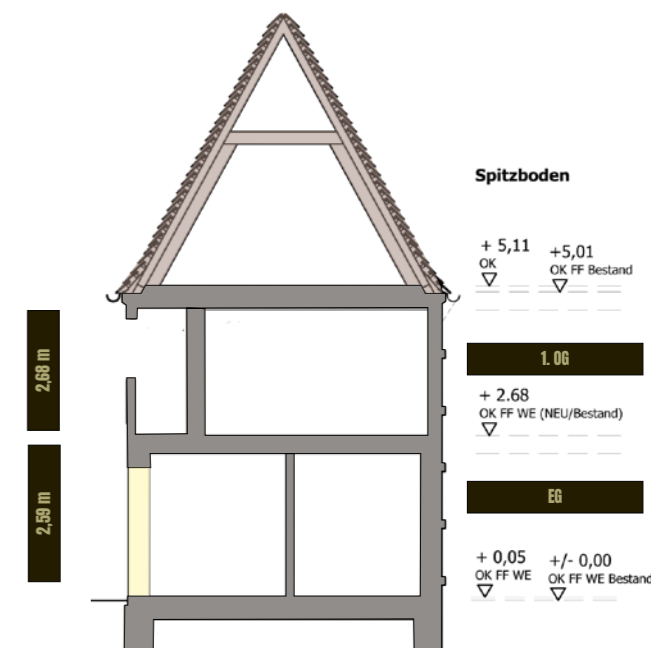 Spitzboden
+ 5,11
OK
+5,01
OK FF Bestand
2,68 m
1. OG
+ 2.68
OK FF WE (NEU/Bestand)
2,59 m
EG
+ 0,05
OK FF WE
+/- 0,00
OK FF WE Bestand